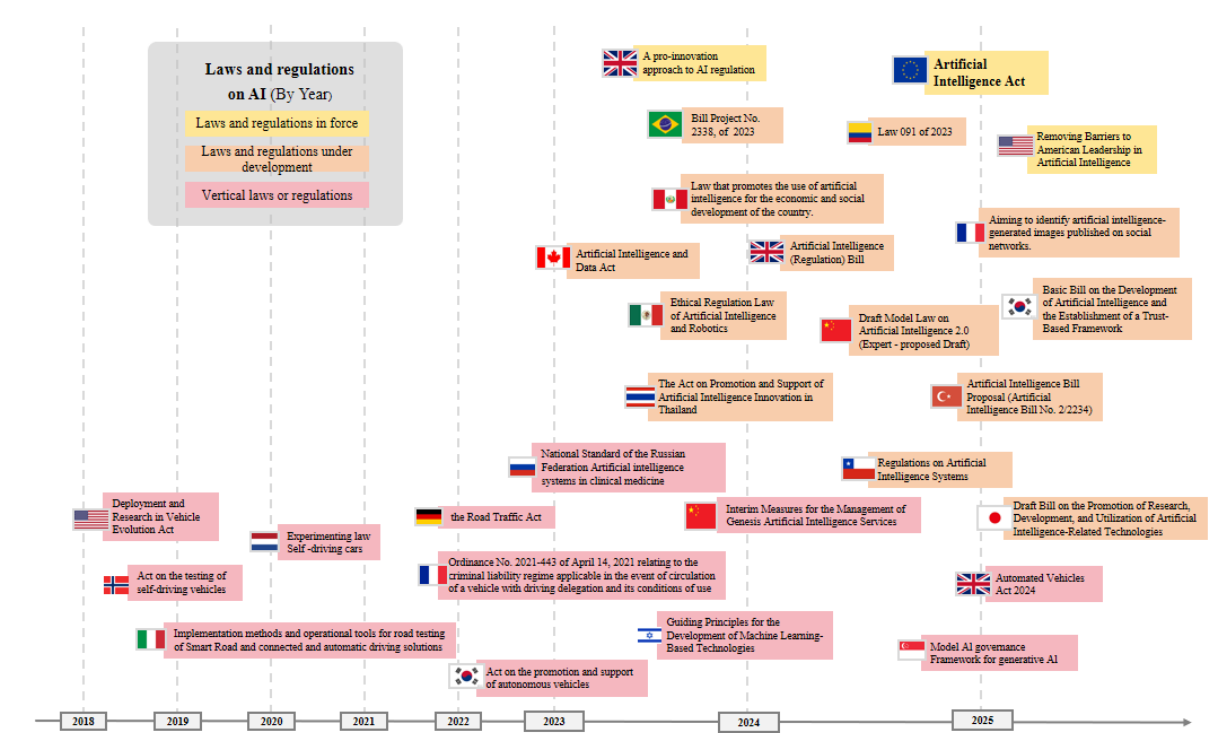 Laws and regulations
on AI (By Year)
Laws and regulations in force
Laws and regulations under
development
Vertical laws or regulations
A pro-innovation
approach to AI regulation
Artificial
Intelligence Act
Bill Project No.
2338, of 2023
Law 091 of 2023
Removing Barriers to
American Leadership in
Artificial Intelligence
Law that promotes the use of artificial
intelligence for the economic and social
development of the country.
Aiming to identify artificial intelligence-
generated images published on social
networks.
Artificial Intelligence and
Data Act
Artificial Intelligence
(Regulation) Bill
Ethical Regulation Law
of Artificial Intelligence
and Robotics
Draft Model Law on
Artificial Intelligence 2.0
(Expert - proposed Draft)
Basic Bill on the Development
of Artificial Intelligence and
the Establishment of a Trust-
Based Framework
The Act on Promotion and Support of
Artificial Intelligence Innovation in
Thailand
Artificial Intelligence Bill
Proposal (Artificial
Intelligence Bill No. 2/2234)
National Standard of the Russian
Federation Artificial intelligence
systems in clinical medicine
Regulations on Artificial
Intelligence Systems
Deployment and
Research in Vehicle
Evolution Act
Experimenting law
Self -driving cars
the Road Traffic Act
Interim Measures for the Management of
Genesis Artificial Intelligence Services
Draft Bill on the Promotion of Research,
Development, and Utilization of Artificial
Intelligence-Related Technologies
Act on the testing of
self-driving vehicles
Ordinance No. 2021-443 of April 14, 2021 relating to the
criminal liability regime applicable in the event of circulation
of a vehicle with driving delegation and its conditions of use
Automated Vehicles
Act 2024
Implementation methods and operational tools for road testing
of Smart Road and connected and automatic driving solutions
Guiding Principles for the
Development of Machine Learning-
Based Technologies
Model AI governance
Framework for generative AI
Act on the promotion and support
of autonomous vehicles
2018
2019
2020
2021
2022
2023
2024
2025